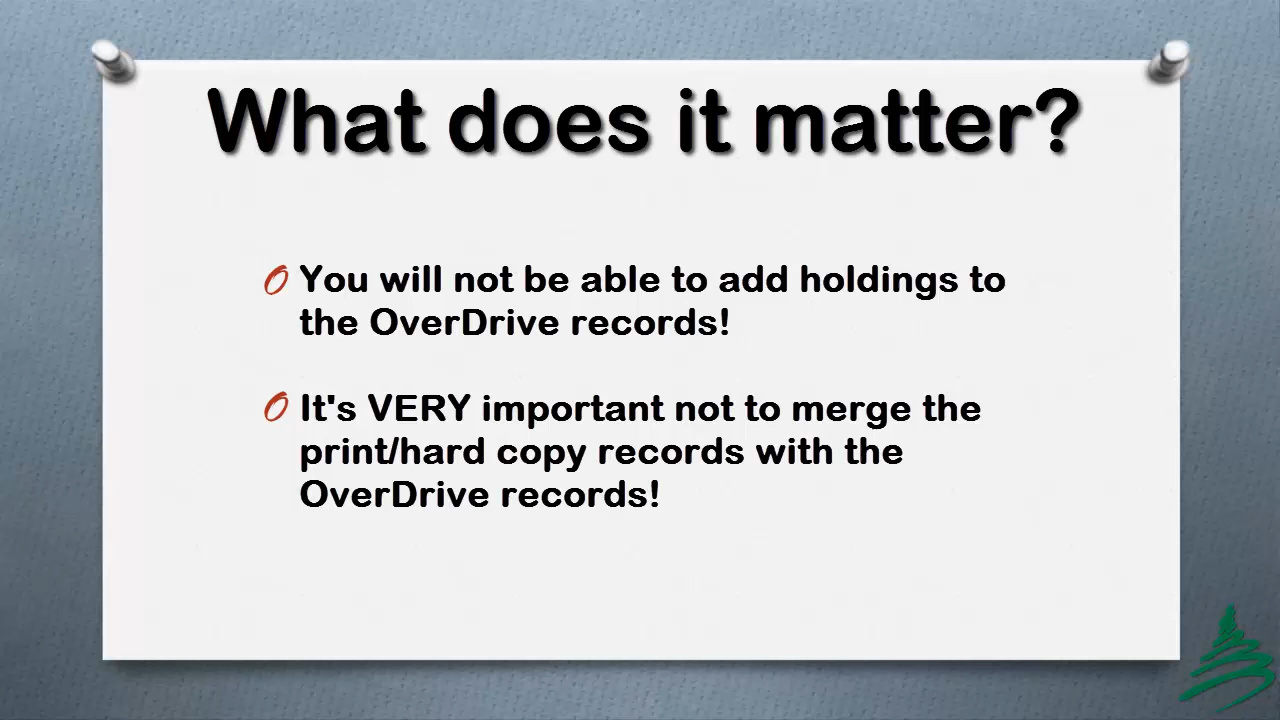 What does it matter?
You will not be able to add holdings to
the OverDrive records!
It's VERY important not to merge the
print/hard copy records with the
OverDrive records!